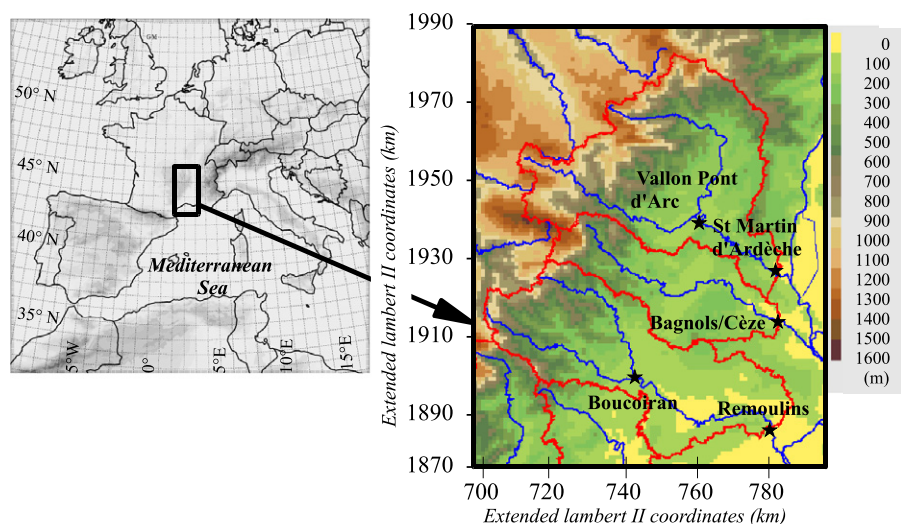 GM
50° N
45° N
40° N
35° N
5°W
0°
5°E
10°E
15°E
Mediterranean
Sea
Extended lambert II coordinates (km)
1990
1970
1950
1930
1910
1890
1870
700
720
740
760
780
Extended lambert II coordinates (km)
Vallon Pont
d'Arc
St Martin
d'Ardèche
Bagnols/Cèze
Boucoiran
Remoulins
0
100
200
300
400
500
600
700
800
900
1000
1100
1200
1300
1400
1500
1600
(m)